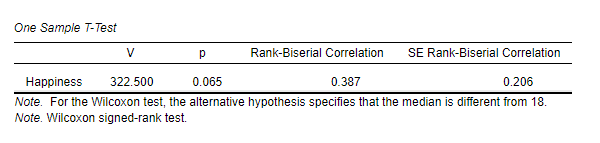 One Sample T-Test
V p Rank-Biserial Correlation SE Rank-Biserial Correlation
Happiness 322.500 0.065 0.387 0.206
Note. For the Wilcoxon test, the alternative hypothesis specifies that the median is different from 18.
Note. Wilcoxon signed-rank test.